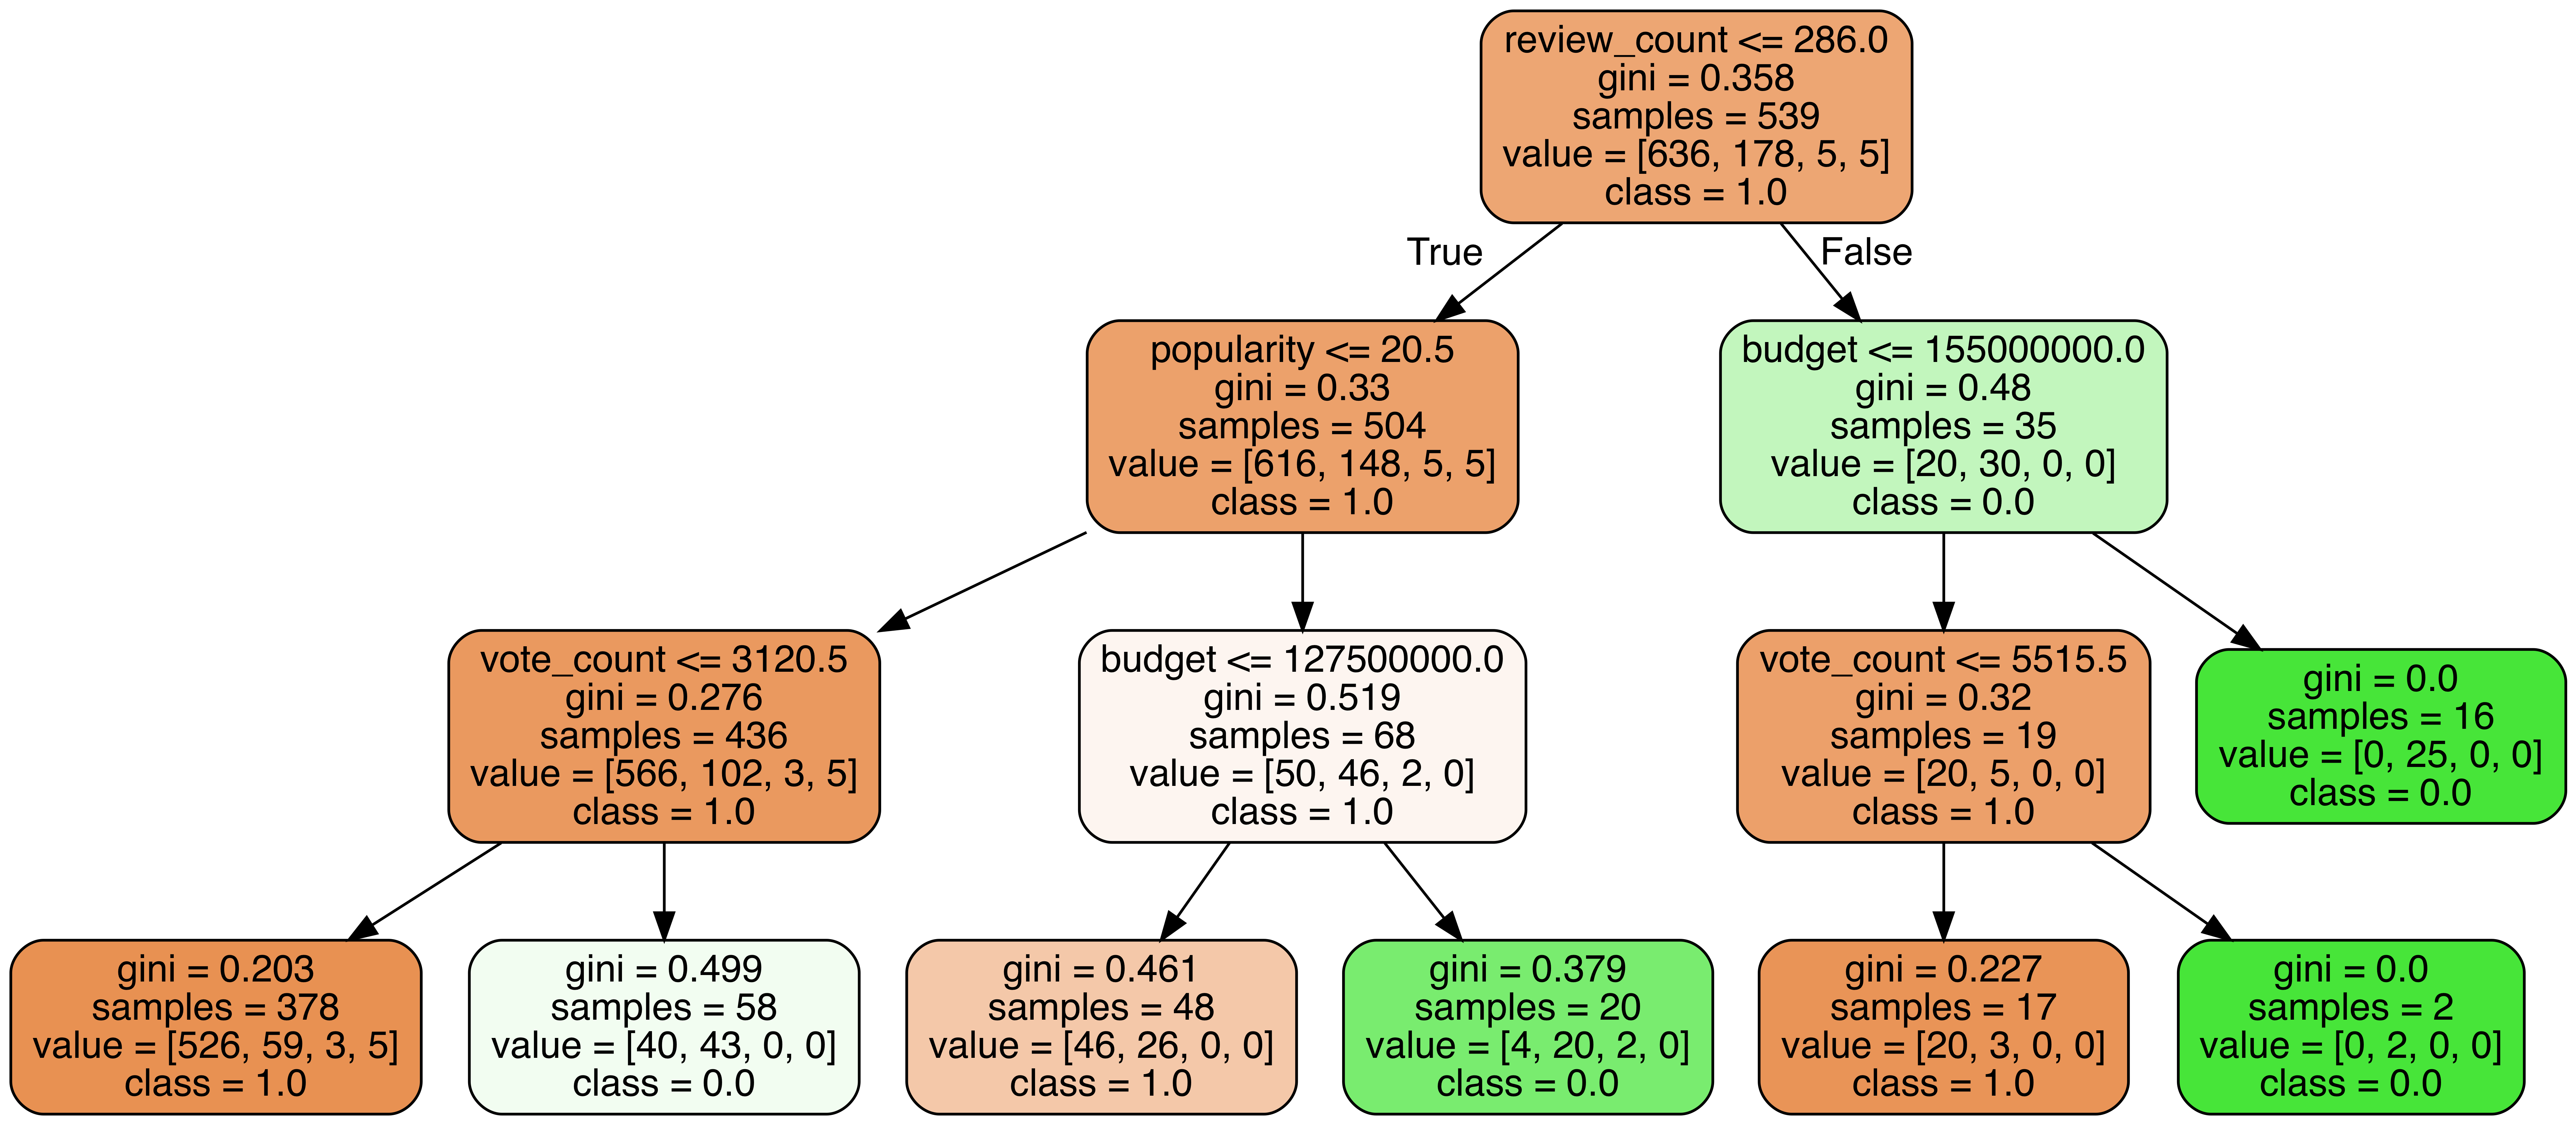 review_count <= 286.0
gini = 0.358
samples = 539
value = [636, 178, 5, 5]
class = 1.0
True
False
popularity <= 20.5
gini = 0.33
samples = 504
value = [616, 148, 5, 5]
class = 1.0
budget <= 155000000.0
gini = 0.48
samples = 35
value = [20, 30, 0, 0]
class = 0.0
vote_count <= 3120.5
gini = 0.276
samples = 436
value = [566, 102, 3, 5]
class = 1.0
budget <= 127500000.0
gini = 0.519
samples = 68
value = [50, 46, 2, 0]
class = 1.0
vote_count <= 5515.5
gini = 0.32
samples = 19
value = [20, 5, 0, 0]
class = 1.0
gini = 0.0
samples = 16
value = [0, 25, 0, 0]
class = 0.0
gini = 0.203
samples = 378
value = [526, 59, 3, 5]
class = 1.0
gini = 0.499
samples = 58
value = [40, 43, 0, 0]
class = 0.0
gini = 0.461
samples = 48
value = [46, 26, 0, 0]
class = 1.0
gini = 0.379
samples = 20
value = [4, 20, 2, 0]
class = 0.0
gini = 0.227
samples = 17
value = [20, 3, 0, 0]
class = 1.0
gini = 0.0
samples = 2
value = [0, 2, 0, 0]
class = 0.0